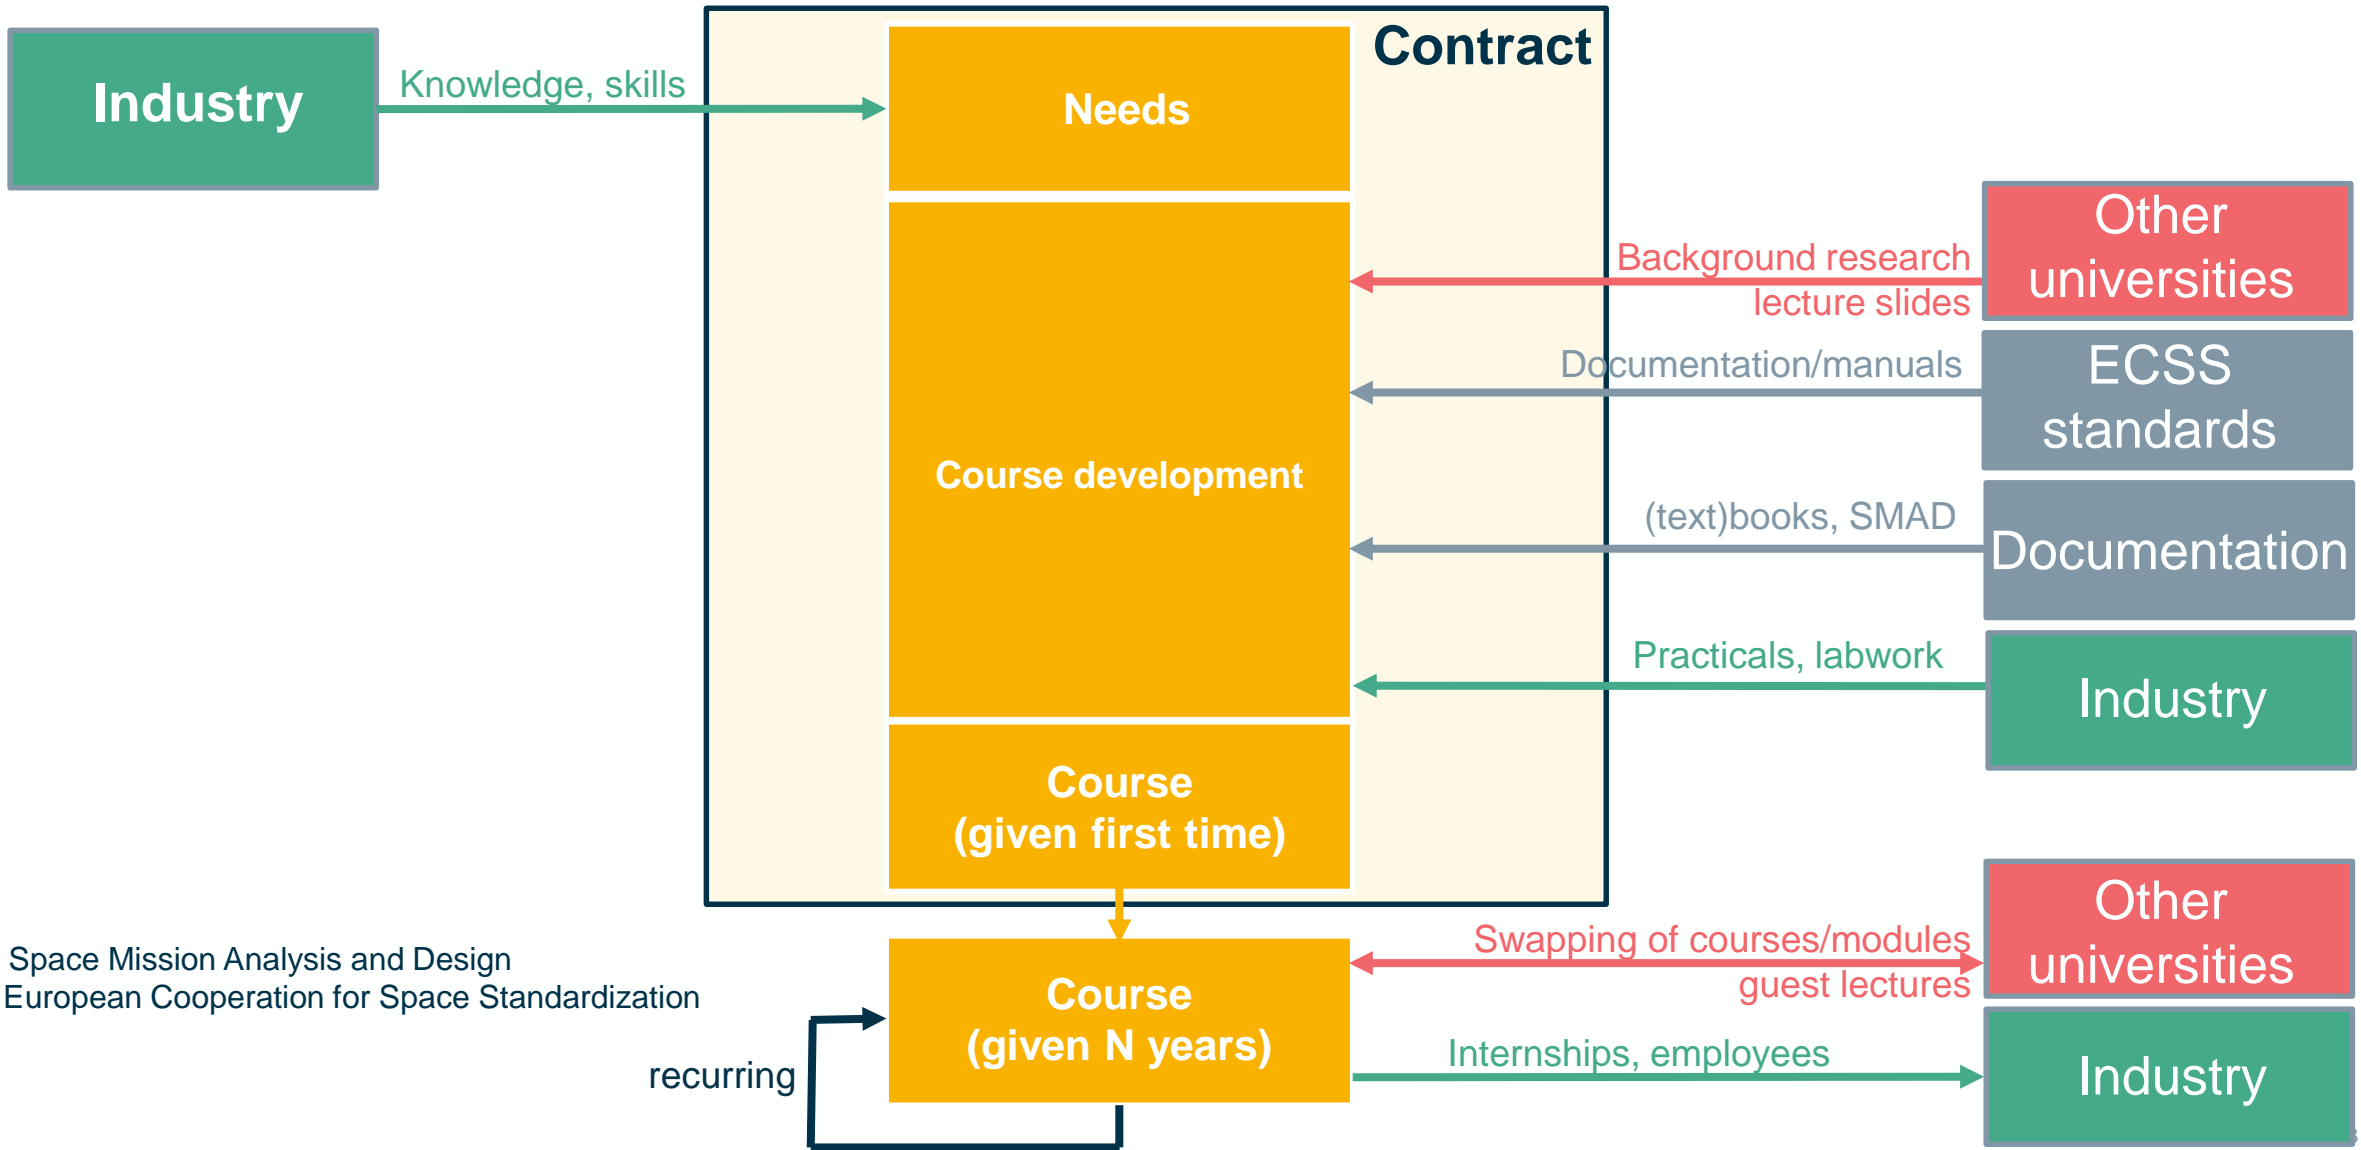 Contract
Industry
Knowledge, skills
Needs
Other
universities
Background research
lecture slides
ECSS
standards
Documentation/manuals
Course development
(text)books, SMAD
Documentation
Practicals, labwork
Industry
Course
(given first time)
Other
universities
Swapping of courses/modules
guest lectures
Space Mission Analysis and Design
European Cooperation for Space Standardization
Course
(given N years)
recurring
Internships, employees
Industry